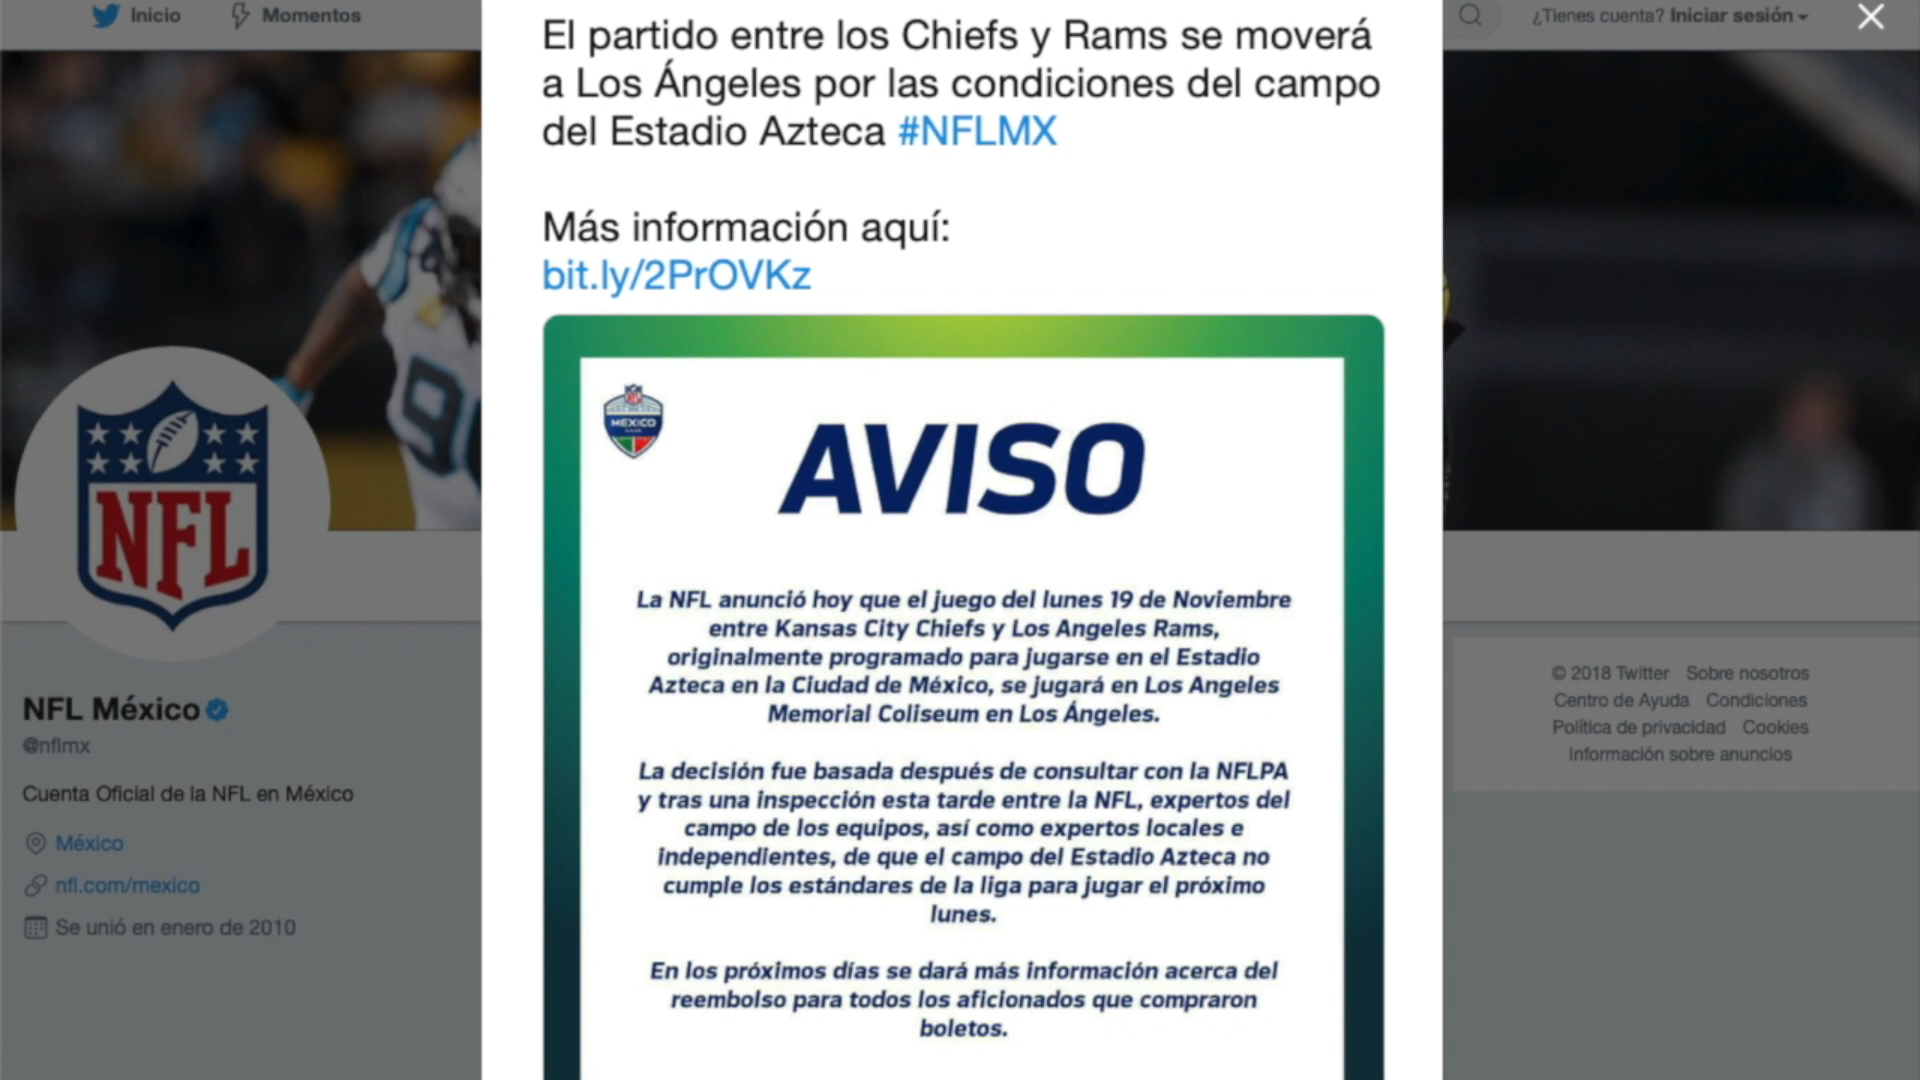 Inicio
Momentos
¿Tienes cuenta? Iniciar sesión
El partido entre los Chiefs y Rams se moverá
a Los Ángeles por las condiciones del campo
del Estadio Azteca #NFLMX
Más información aquí:
bit.ly/2PrOVKz
MEXICO
AVISO
La NFL anunció hoy que el juego del lunes 19 de Noviembre
entre Kansas City Chiefs y Los Angeles Rams,
originalmente programado para jugarse en el Estadio
Azteca en la Ciudad de México, se jugará en Los Angeles
Memorial Coliseum en Los Ángeles.
La decisión fue basada después de consultar con la NFLPA
y tras una inspección esta tarde entre la NFL, expertos del
campo de los equipos, así como expertos locales e
independientes, de que el campo del Estadio Azteca no
cumple los estándares de la liga para jugar el próximo
lunes.
En los próximos días se dará más información acerca del
reembolso para todos los aficionados que compraron
boletos.
NFL
NFL México
@nflmx
Cuenta Oficial de la NFL en México
México
nfl.com/mexico
Se unió en enero de 2010
© 2018 Twitter Sobre nosotros
Centro de Ayuda Condiciones
Política de privacidad Cookies
Información sobre anuncios